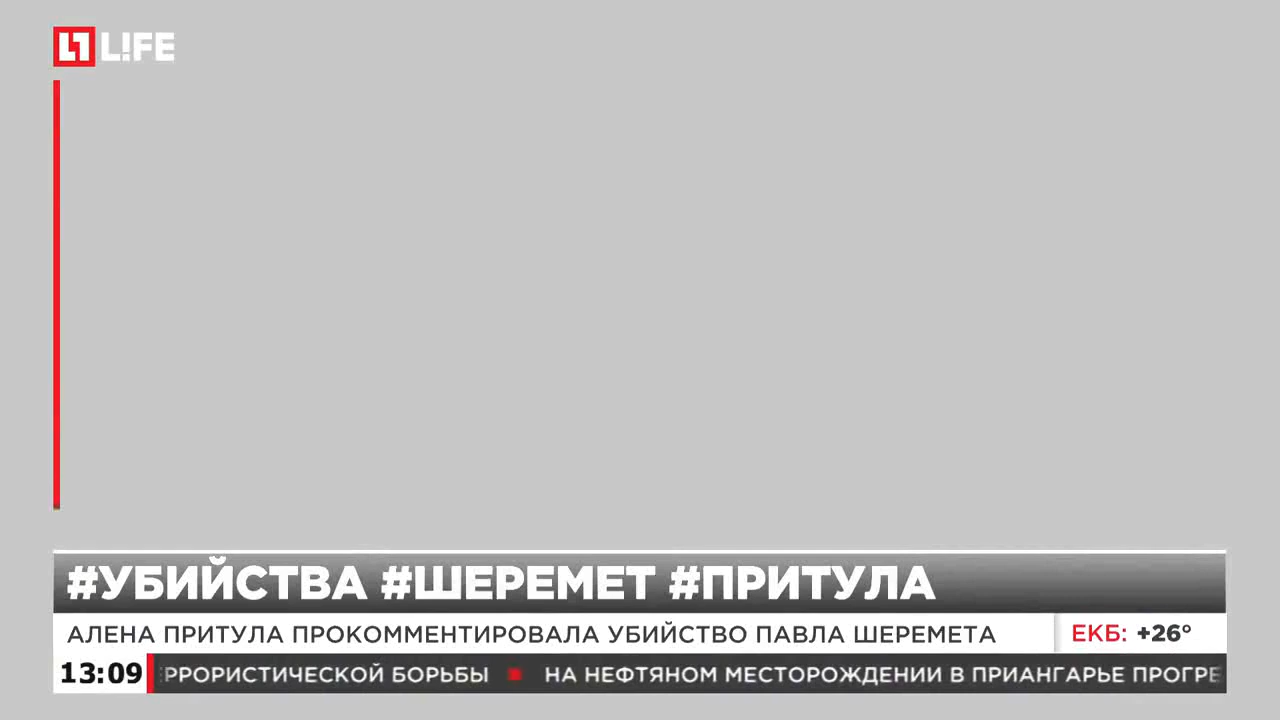 L!FE
#УБИЙСТВА #ШЕРЕМЕТ #ПРИТУЛА
АЛЕНА ПРИТУЛА ПРОКОММЕНТИРОВАЛА УБИЙСТВО ПАВЛА ШЕРЕМЕТА
ЕКБ: +26°
13:09 РРОРИСТИЧЕСКОЙ БОРЬБЫ НА НЕФТЯНОМ МЕСТОРОЖДЕНИИ В ПРИАНГАРЬЕ ПРОГРЕ